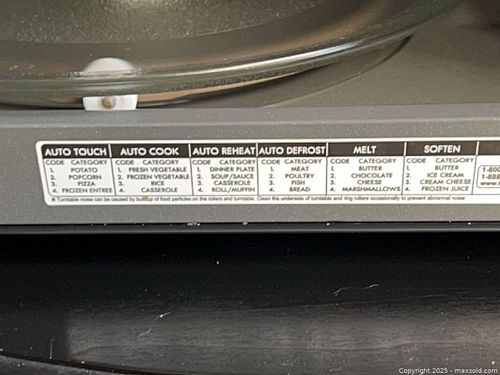 AUTO TOUCH AUTO COOK AUTO REHEAT AUTO DEFROST MELT SOFTEN
CODE CATEGORY CODE CATEGORY CODE CATEGORY CODE CATEGORY CODE CATEGORY CODE CATEGORY
1. POTATO 1. FRESH VEGETABLE 1. DINNER PLATE 1. MEAT 1. BUTTER 1. BUTTER 1-800
2. POPCORN 2. FROZEN VEGETABLE 2. SOUP/SAUCE 2. POULTRY 2. CHOCOLATE 2. ICE CREAM 1-888
3. PIZZA 3. RICE 3. CASSEROLE 3. FISH 3. CHEESE 3. CREAM CHEESE www.
4. FROZEN ENTREE 4. CASSEROLE 4. ROLL/MUFFIN 4. BREAD 4. MARSHMALLOWS 4. FROZEN JUICE
* Turntable noises can be caused by buildup of food particles on the rollers and turntable. Clean the underside of turntable and ring rollers occasionally to prevent abnormal noise
Copyright 2025 - maxsold.com